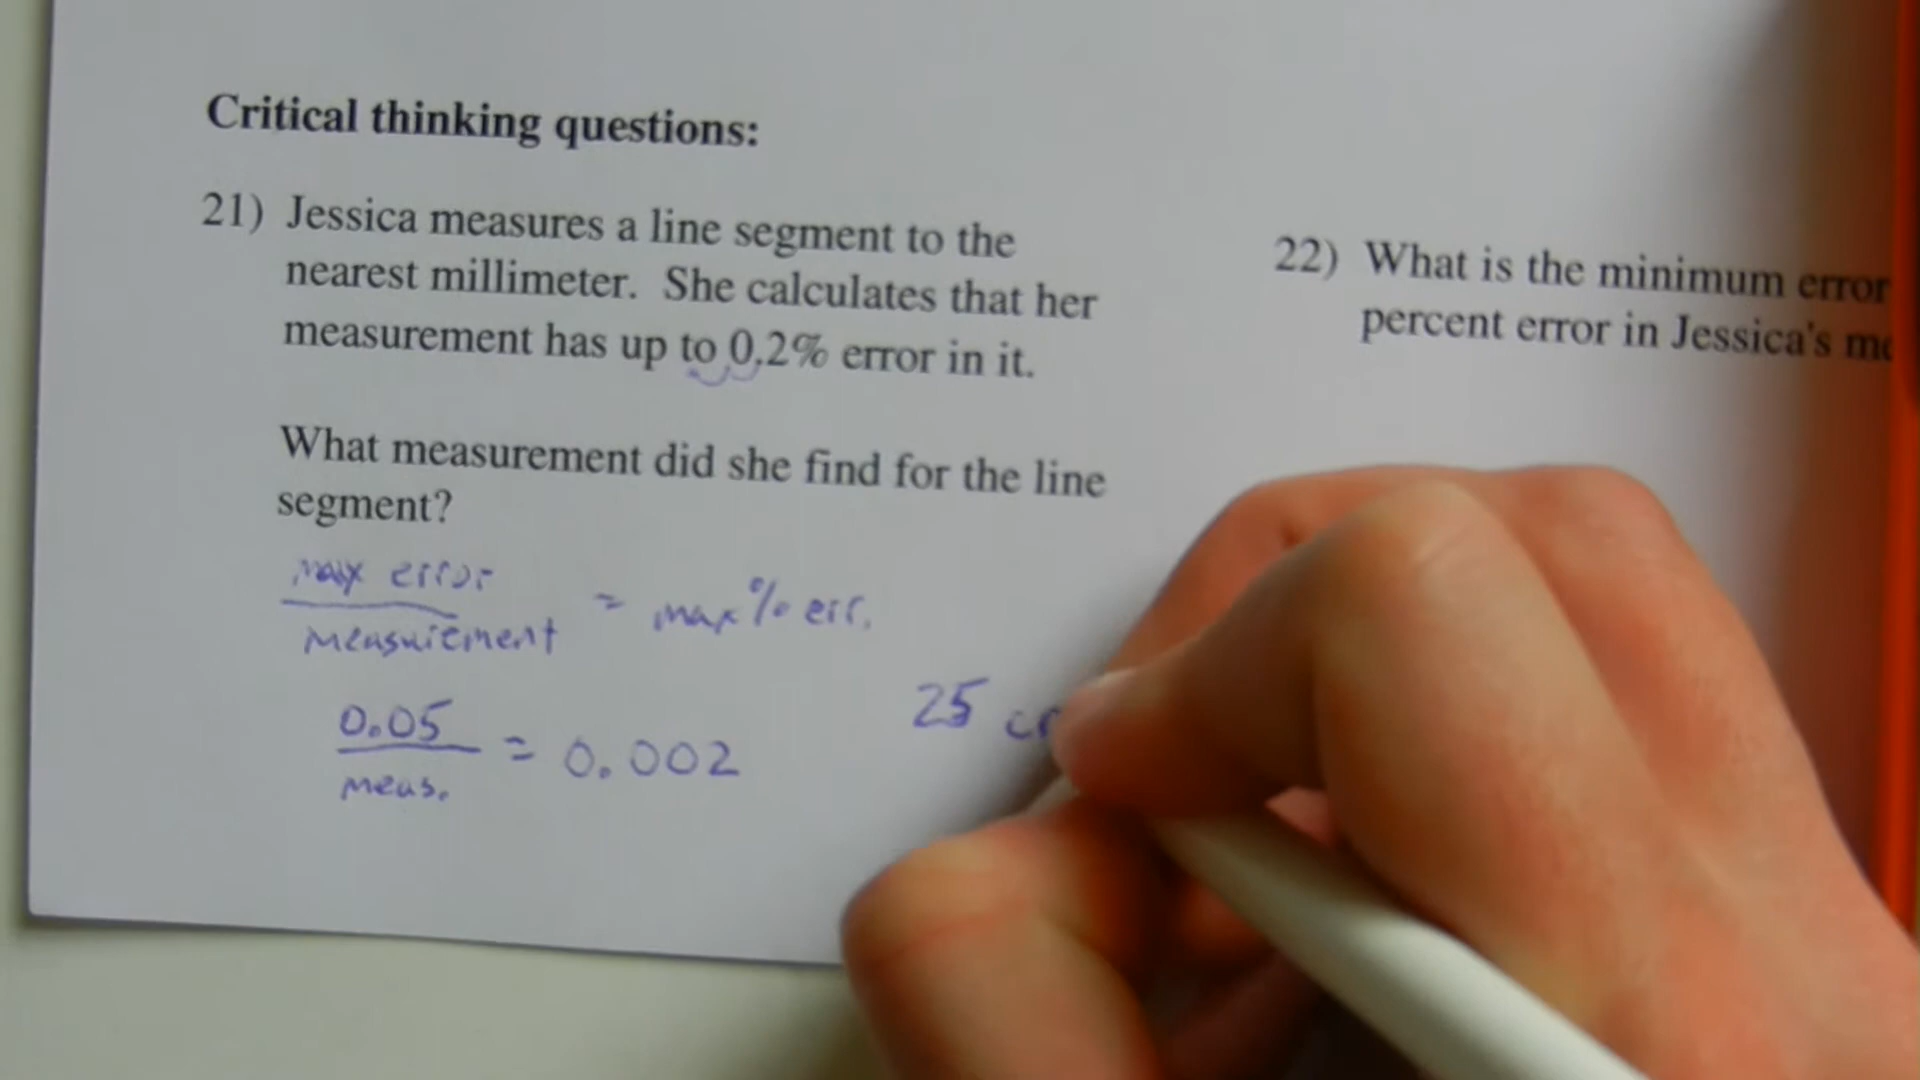 Critical thinking questions:
21) Jessica measures a line segment to the
nearest millimeter. She calculates that her
measurement has up to 0.2% error in it.
What measurement did she find for the line
segment?
max error
measurement
= max % err.
0.05
meas.
= 0.002
25
22) What is the minimum error
percent error in Jessica's